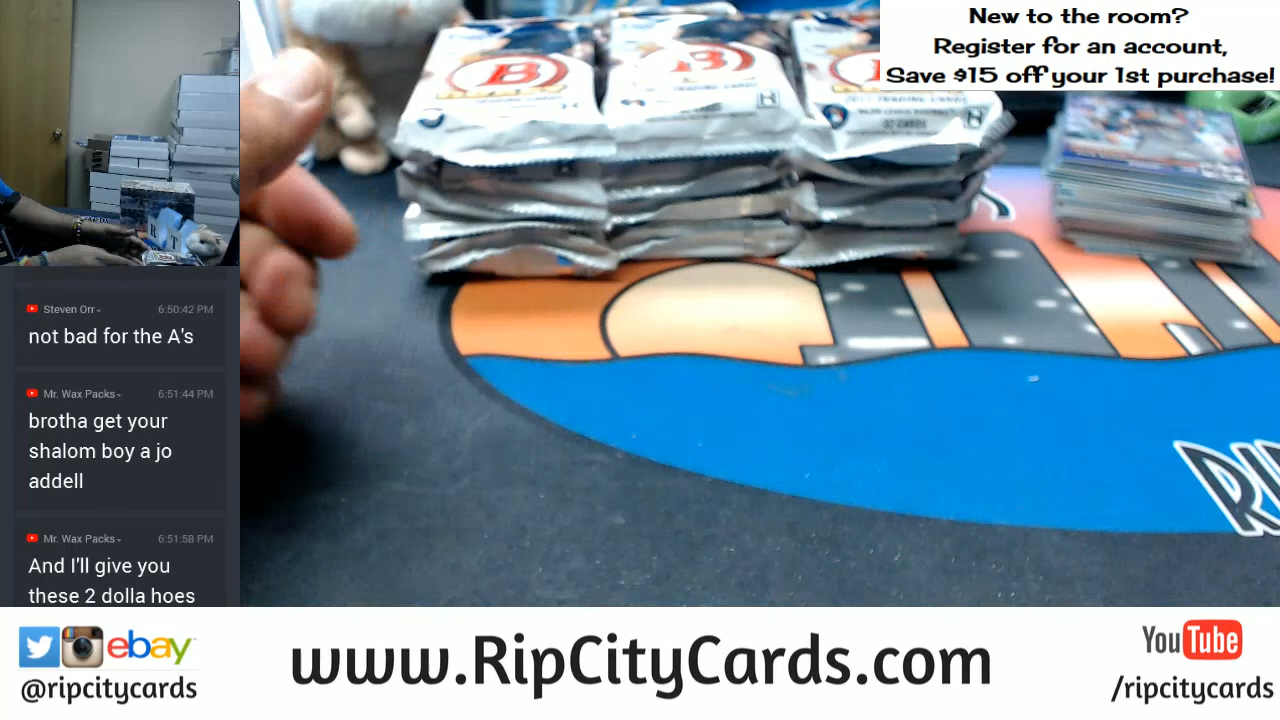 New to the room?
Register for an account,
Save $15 off your 1st purchase!
B
B
TRADING CARDS
H
H
H
Steven Orr
6:50:42 PM
not bad for the A's
Mr. Wax Packs
6:51:44 PM
brotha get your
shalom boy a jo
addell
Mr. Wax Packs
6:51:58 PM
And I'll give you
these 2 dolla hoes
ebay
@ripcitycards
www.RipCityCards.com
YouTube
/ripcitycards